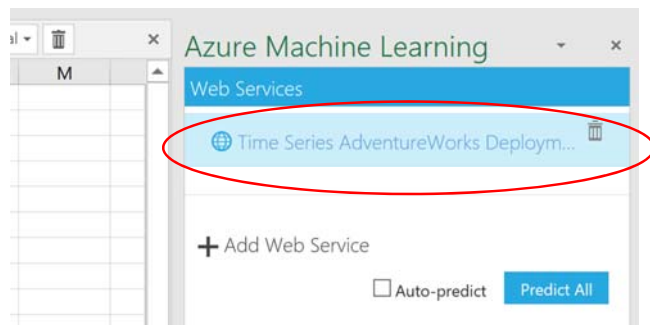 Azure Machine Learning
M
Web Services
Time Series AdventureWorks Deploym...
Add Web Service
Auto-predict
Predict All